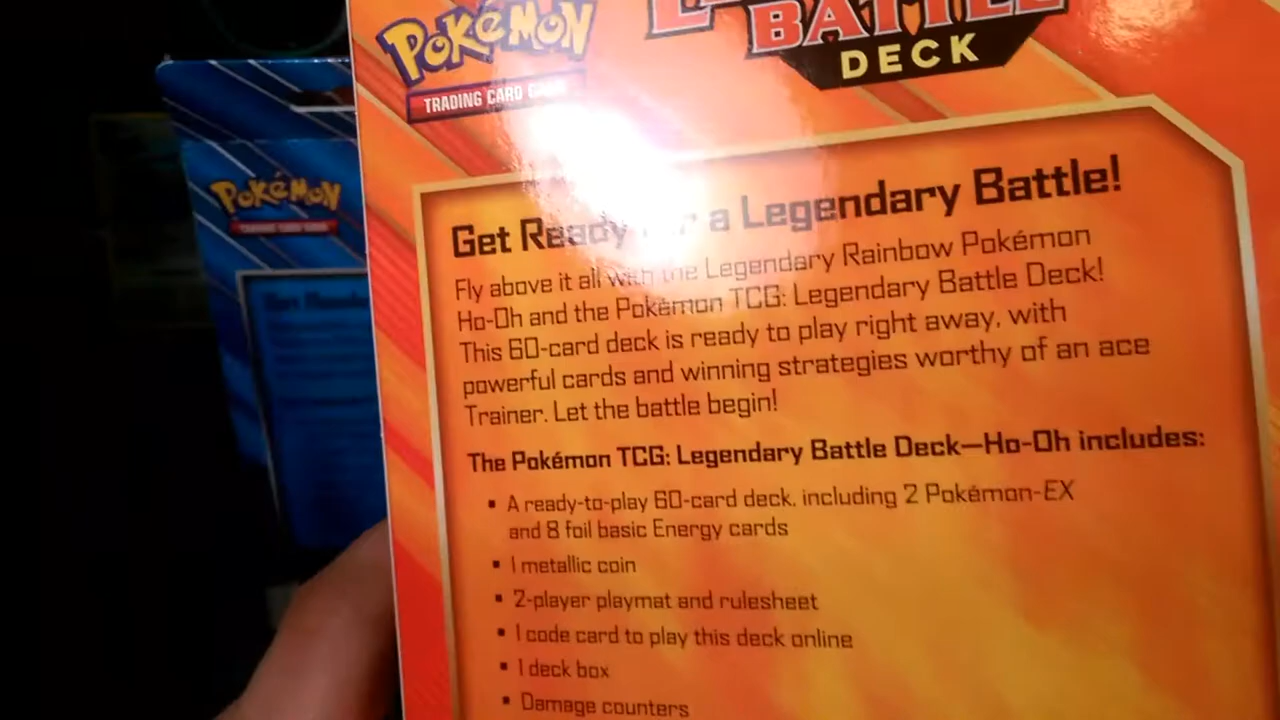 POKéMON
TRADING CARD
BATTLE
DECK
POKéMON
Get Ready a Legendary Battle!
Fly above it all with the Legendary Rainbow Pokémon
Ho-Oh and the Pokémon TCG: Legendary Battle Deck!
This 60-card deck is ready to play right away, with
powerful cards and winning strategies worthy of an ace
Trainer. Let the battle begin!
The Pokémon TCG: Legendary Battle Deck—Ho-Oh includes:
▪ A ready-to-play 60-card deck, including 2 Pokémon-EX
and 8 foil basic Energy cards
▪ 1 metallic coin
▪ 2-player playmat and rulesheet
▪ 1 code card to play this deck online
▪ 1 deck box
▪ Damage counters